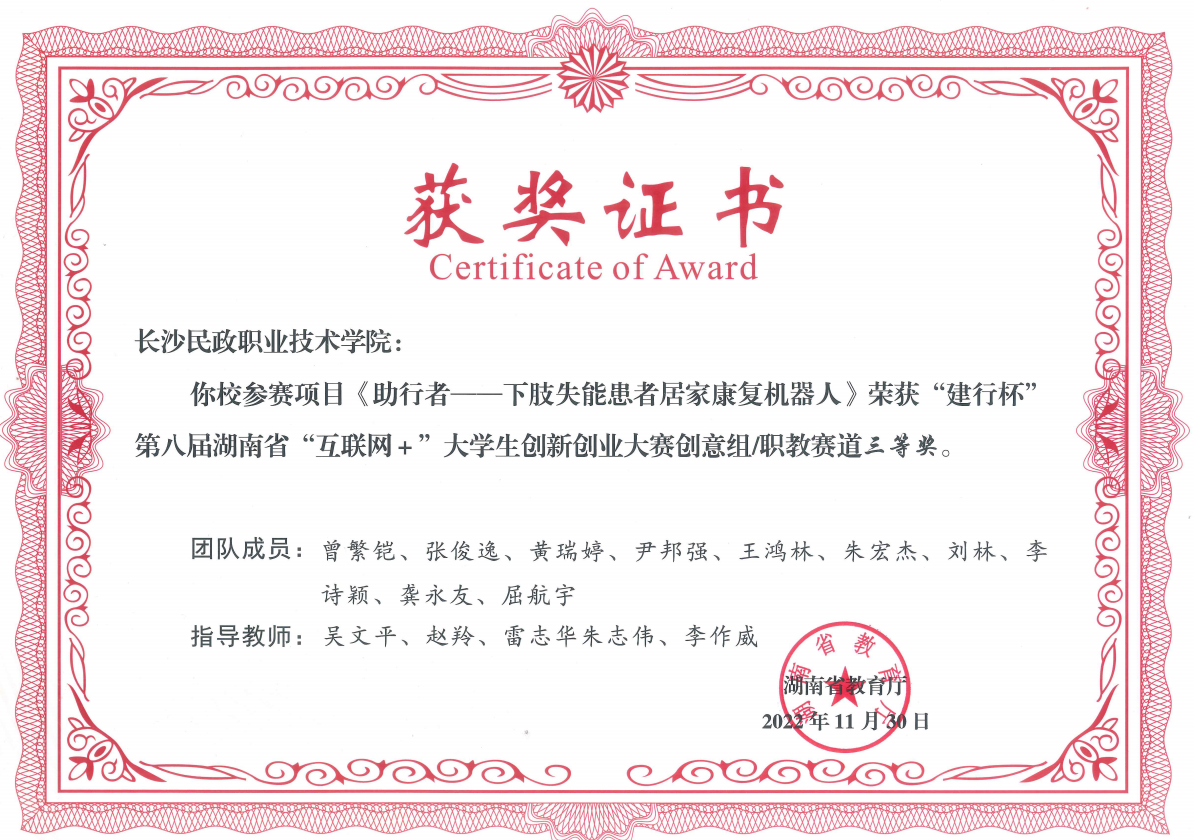 获奖证书
Certificate of Award
长沙民政职业技术学院：
你校参赛项目《助行者——下肢失能患者居家康复机器人》荣获“建行杯”
第八届湖南省“互联网+”大学生创新创业大赛创意组/职教赛道三等奖。
团队成员：曾繁铠、张俊逸、黄瑞婷、尹邦强、王鸿林、朱宏杰、刘林、李
诗颖、龚永友、屈航宇
指导教师：吴文平、赵羚、雷志华朱志伟、李作威
湖南省教育厅
湖南省教育厅
2022年11月30日